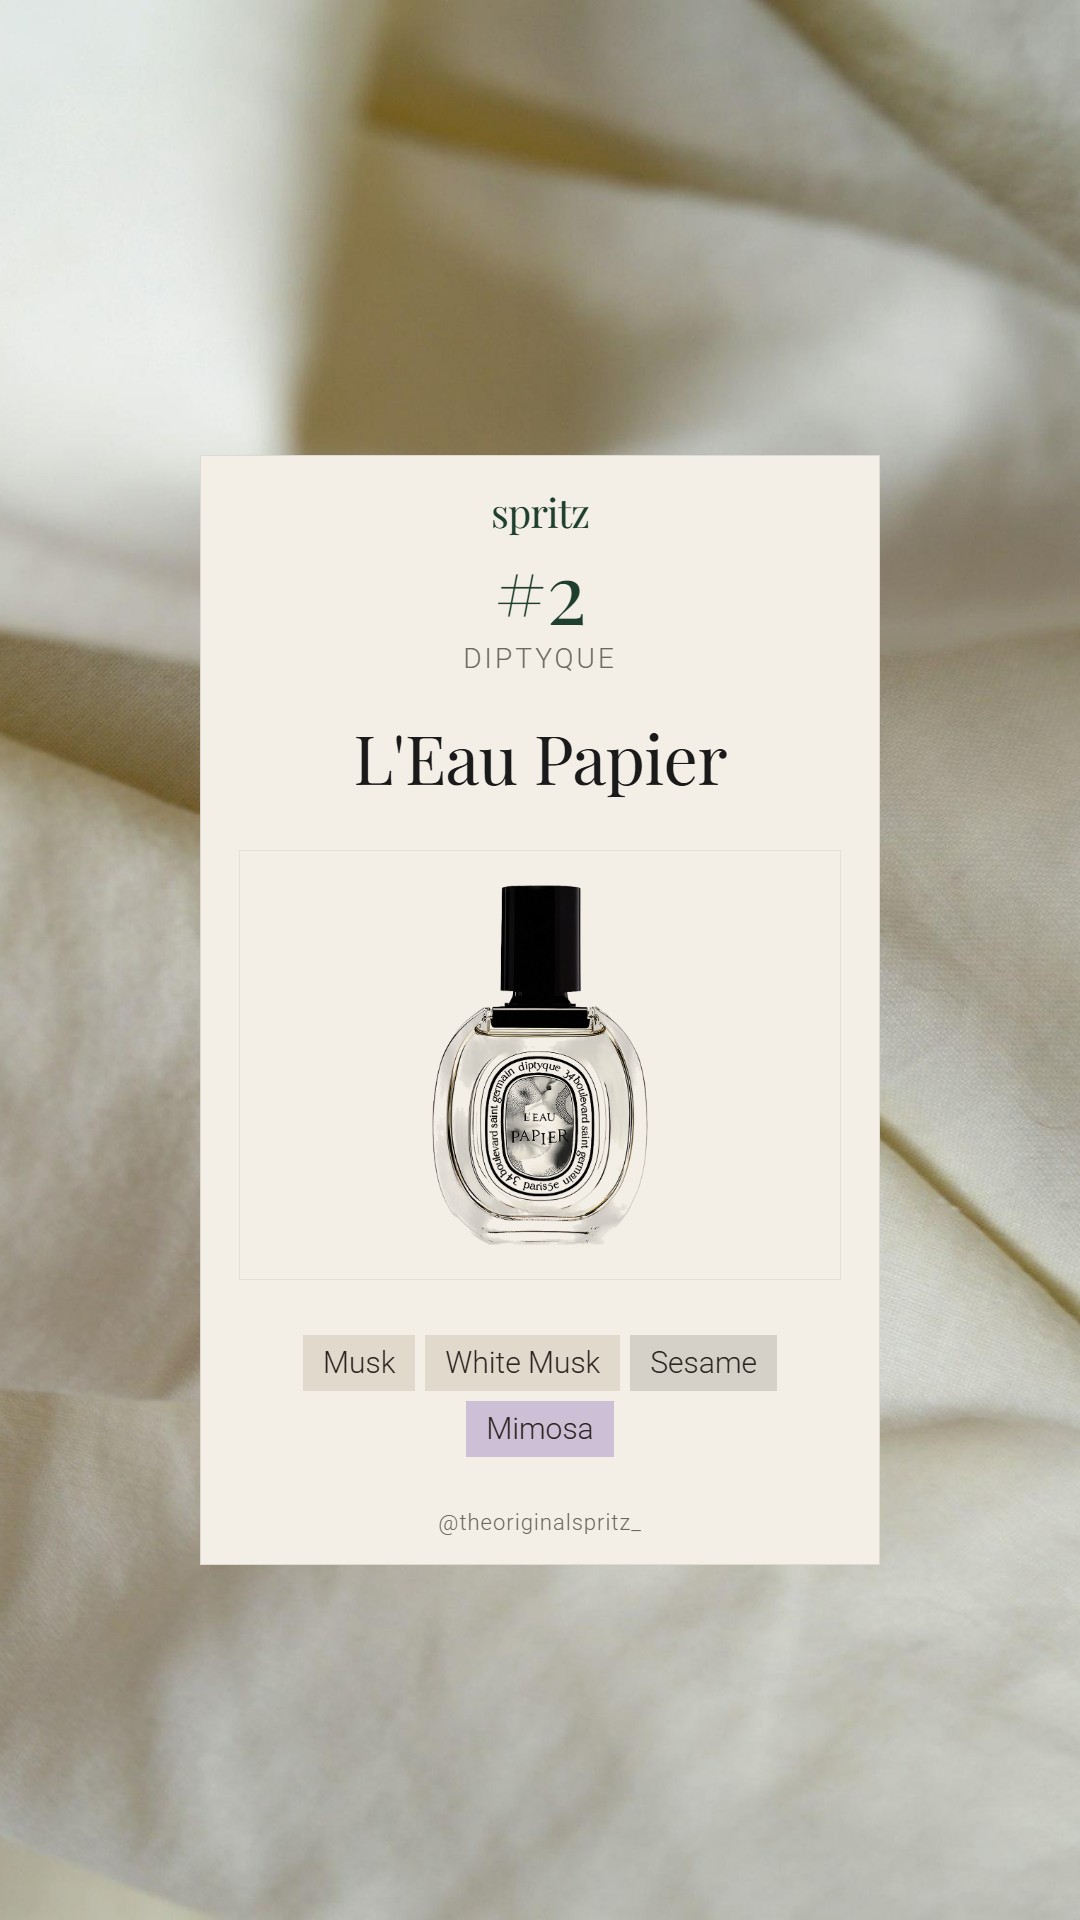 spritz
#2
DIPTYQUE
L'Eau Papier
diptyque 34 boulevard saint germain paris5e 34 boulevard saint germain
L'EAU
PAPIER
Musk White Musk Sesame
Mimosa
@theoriginalspritz_